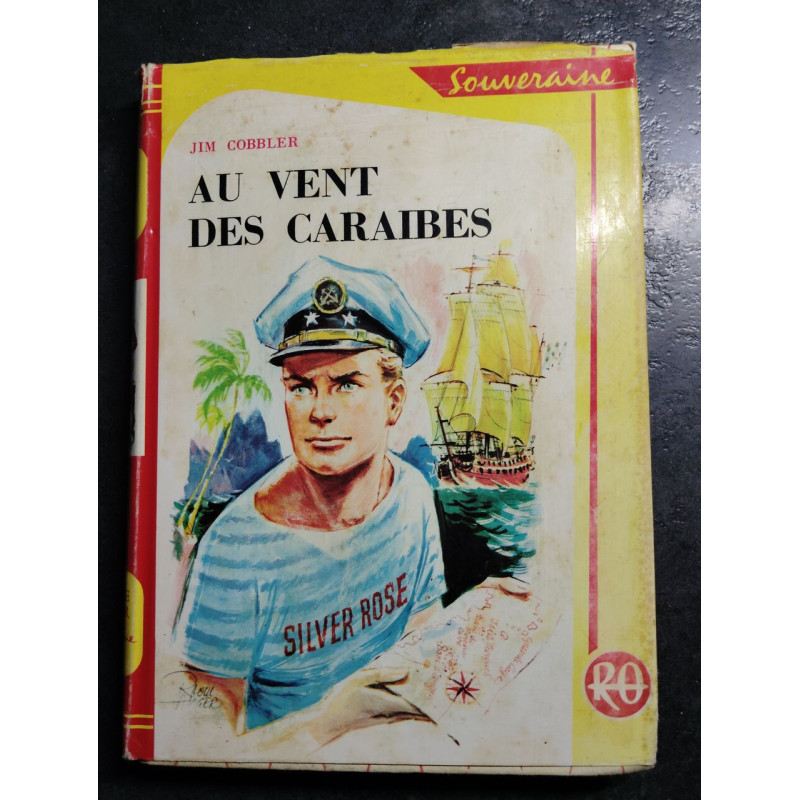 Souveraine
JIM COBBLER
AU VENT
DES CARAIBES
SILVER ROSE
RO